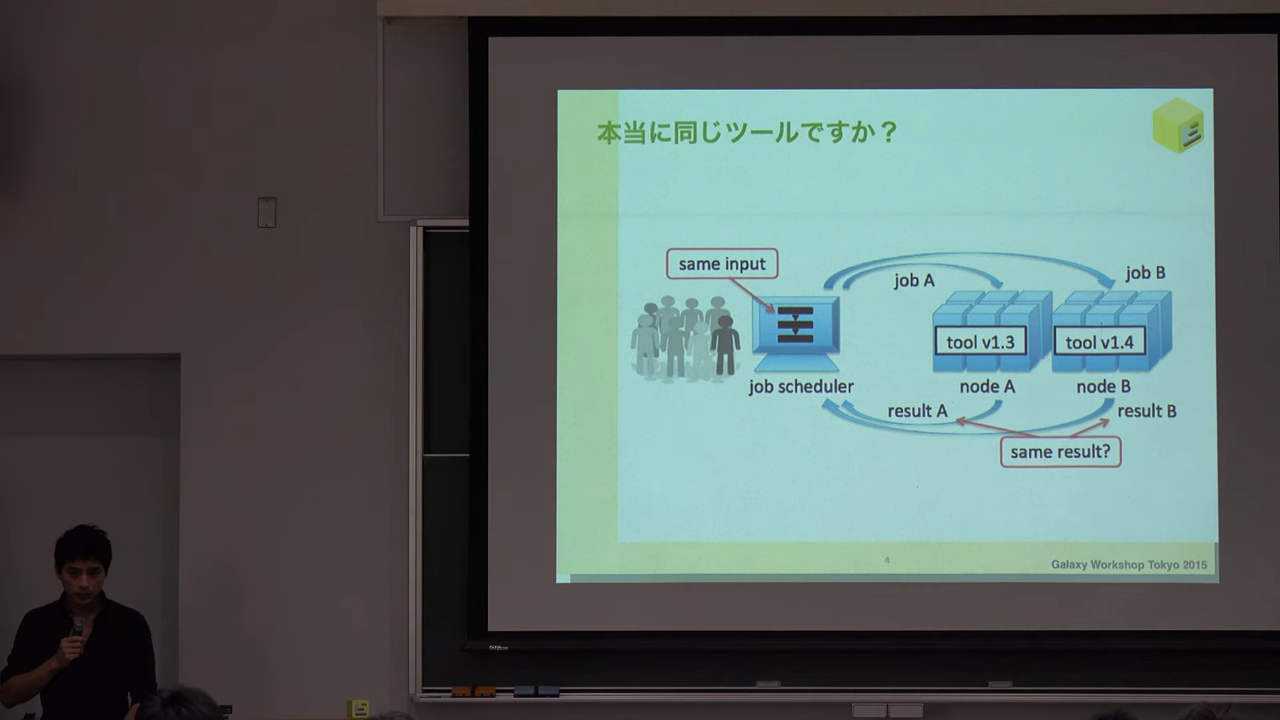 本当に同じツールですか？
same input
job A
job B
tool v1.3
tool v1.4
job scheduler
node A
node B
result A
result B
same result?
4
Galaxy Workshop Tokyo 2015